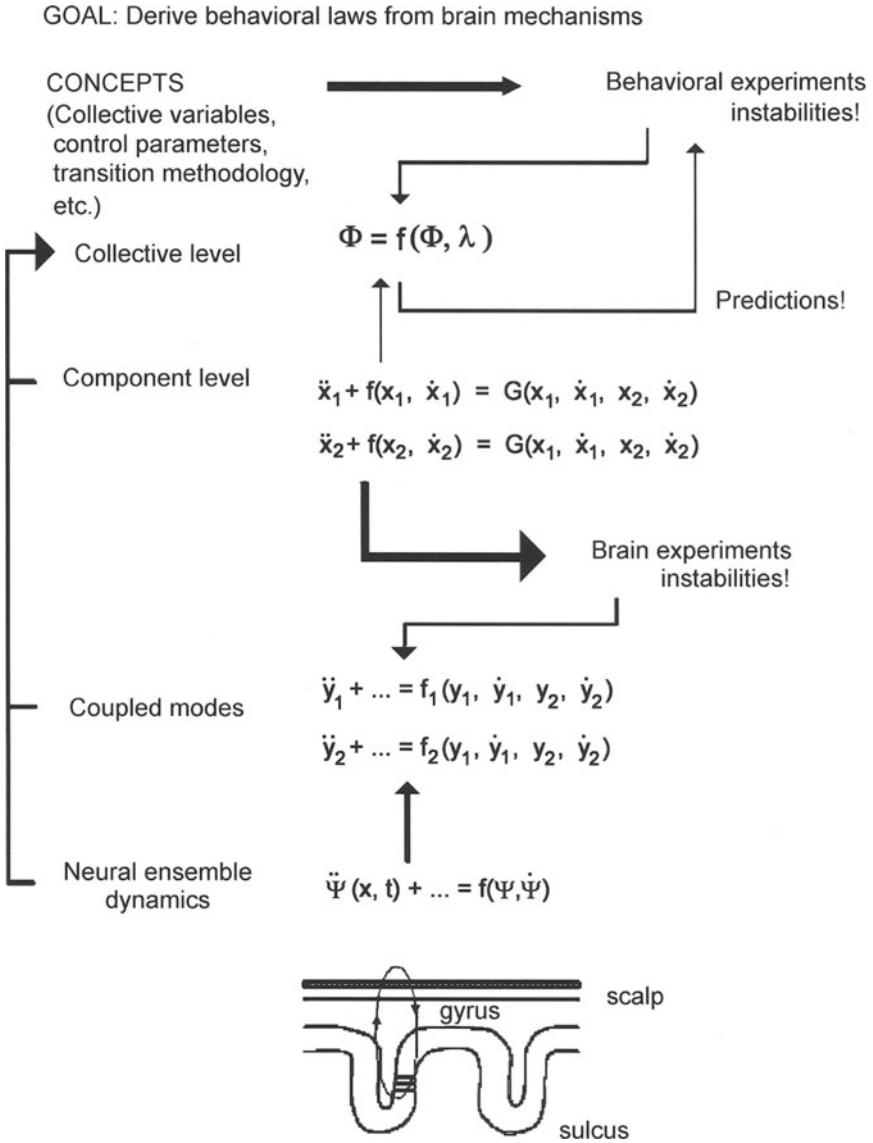 GOAL: Derive behavioral laws from brain mechanisms
CONCEPTS
(Collective variables,
control parameters,
transition methodology,
etc.)
Behavioral experiments
instabilities!
Φ = f(Φ, λ)
Collective level
Predictions!
Component level
ẍ₁ + f(x₁, ẋ₁) = G(x₁, ẋ₁, x₂, ẋ₂)
ẍ₂ + f(x₂, ẋ₂) = G(x₁, ẋ₁, x₂, ẋ₂)
Brain experiments
instabilities!
Coupled modes
ÿ₁ + ... = f₁(y₁, ẏ₁, y₂, ẏ₂)
ÿ₂ + ... = f₂(y₁, ẏ₁, y₂, ẏ₂)
Neural ensemble
dynamics
Ψ̈ (x, t) + ... = f(Ψ,Ψ̇)
scalp
gyrus
sulcus